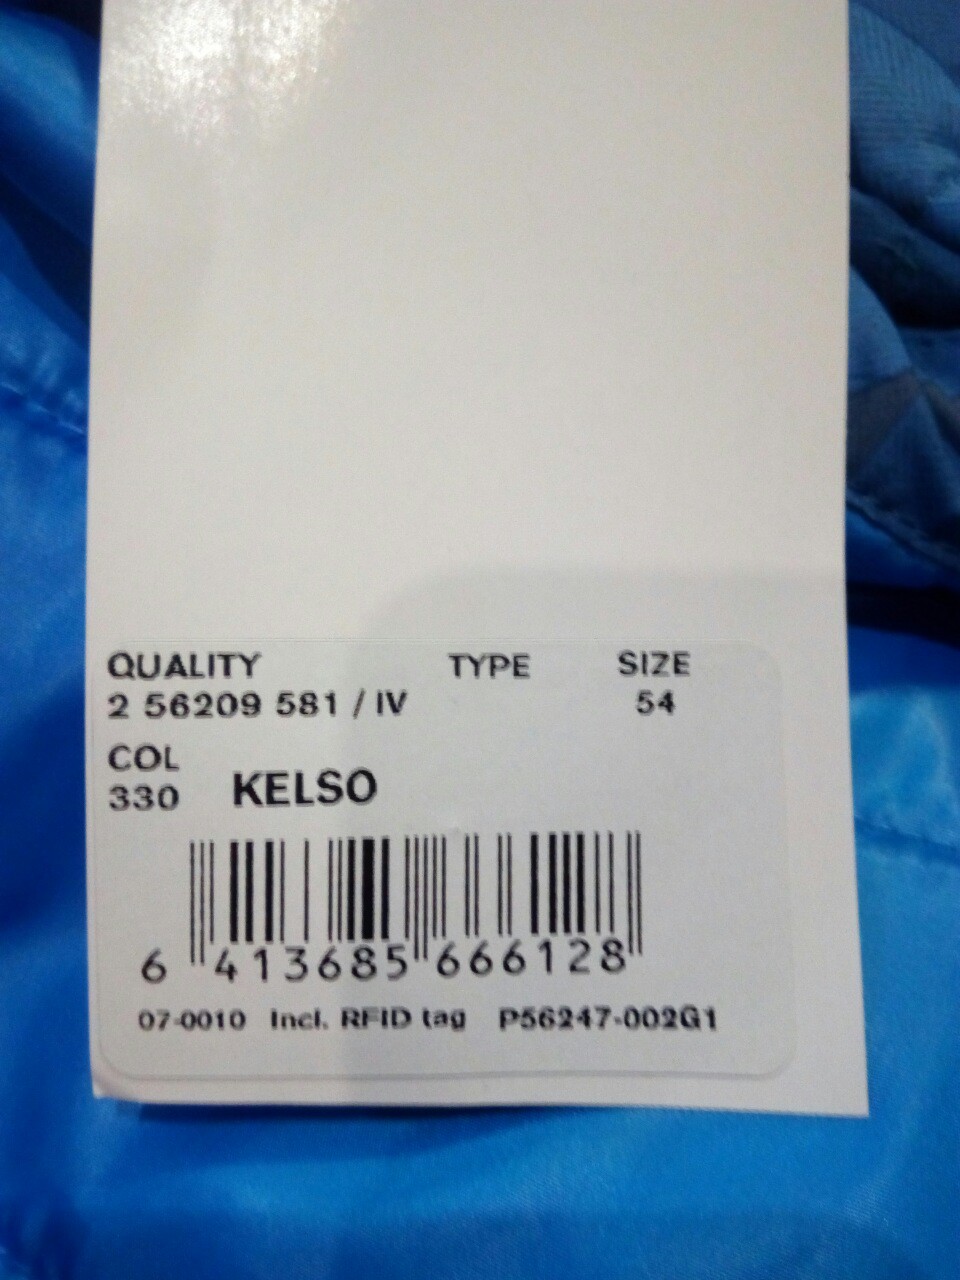 QUALITY TYPE SIZE
2 56209 581 / IV 54
COL
330 KELSO
6 413685 666128
07-0010 Incl. RFID tag P56247-002G1